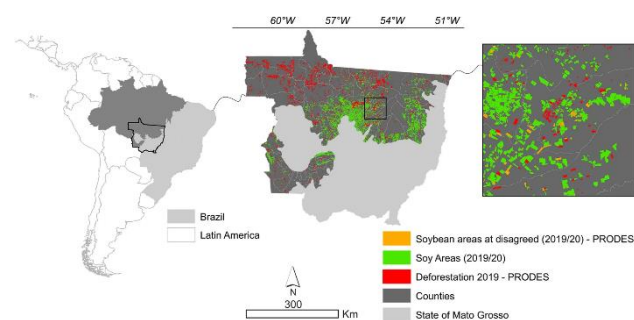 60°W 57°W 54°W 51°W
Brazil
Latin America
N
300
Km
Soybean areas at disagreed (2019/20) - PRODES
Soy Areas (2019/20)
Deforestation 2019 - PRODES
Counties
State of Mato Grosso